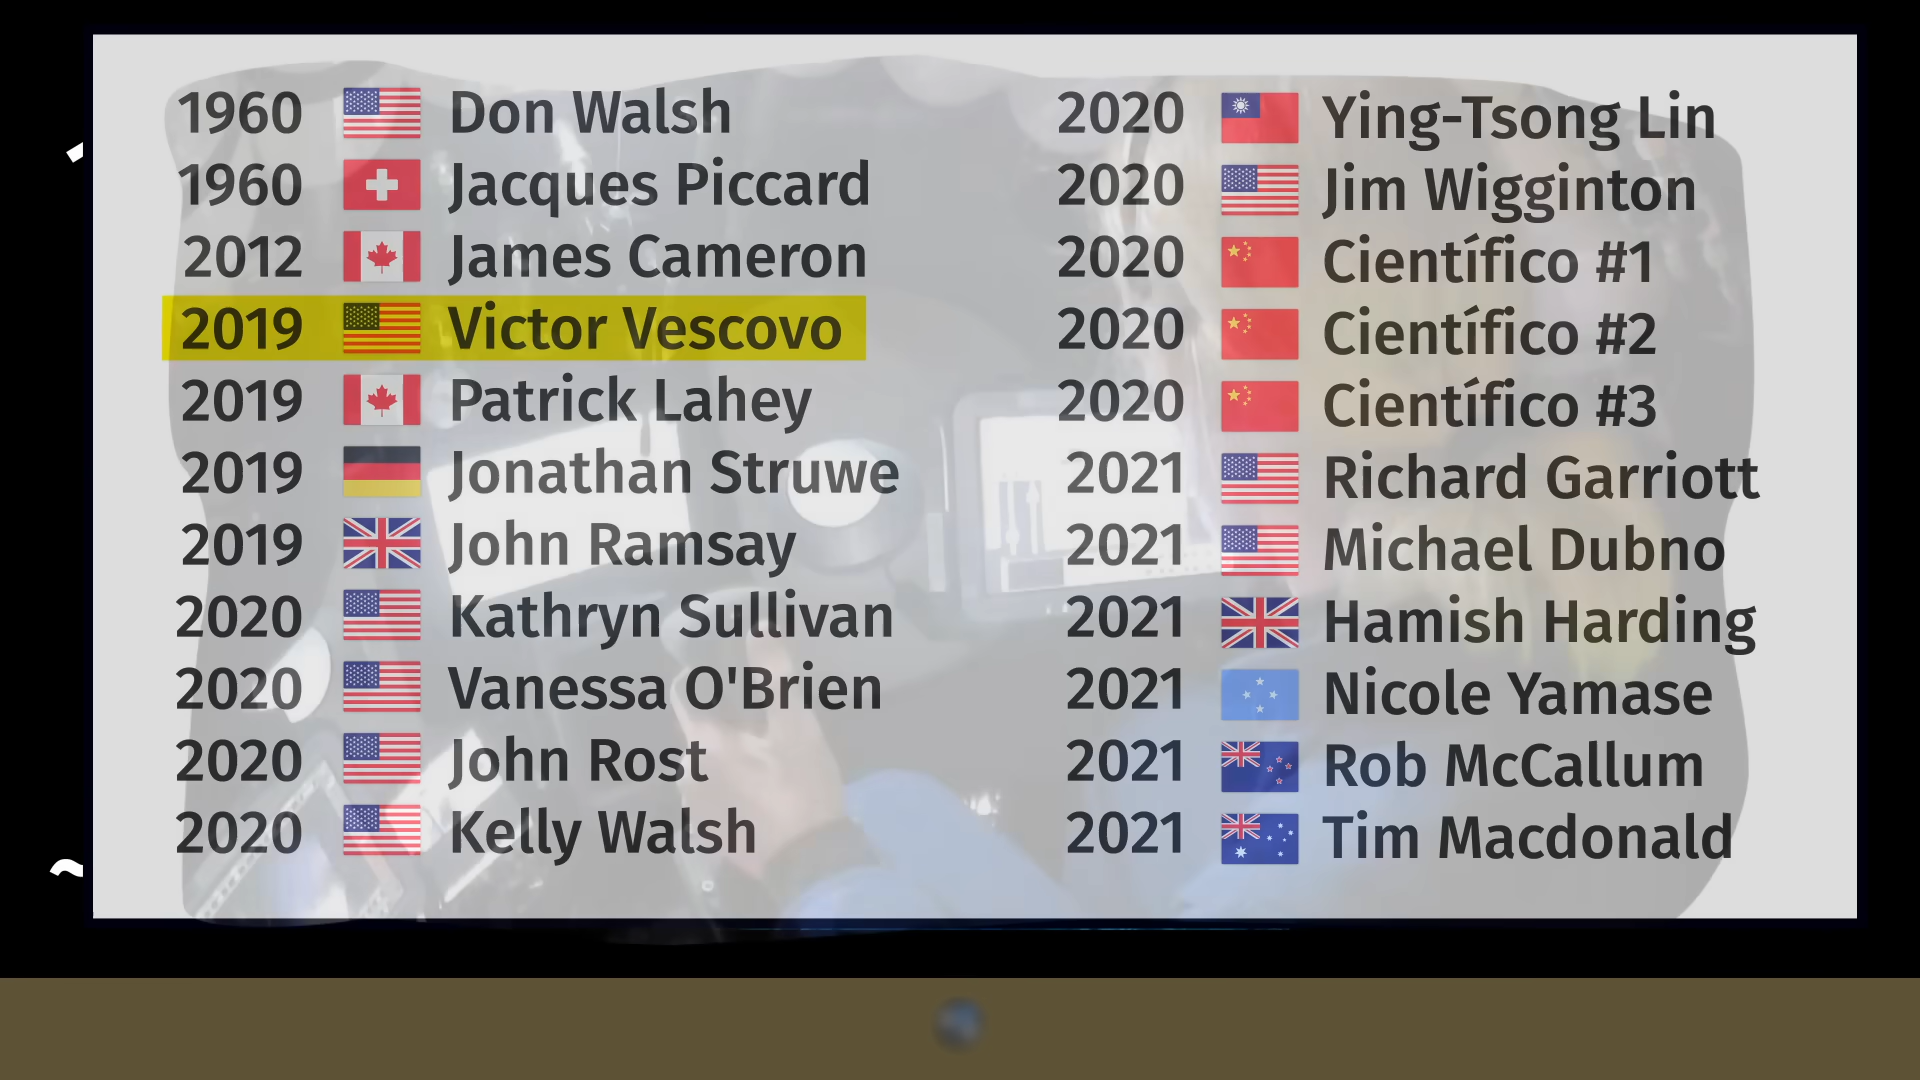 1960 Don Walsh
1960 Jacques Piccard
2012 James Cameron
2019 Victor Vescovo
2019 Patrick Lahey
2019 Jonathan Struwe
2019 John Ramsay
2020 Kathryn Sullivan
2020 Vanessa O'Brien
2020 John Rost
2020 Kelly Walsh
2020 Ying-Tsong Lin
2020 Jim Wigginton
2020 Científico #1
2020 Científico #2
2020 Científico #3
2021 Richard Garriott
2021 Michael Dubno
2021 Hamish Harding
2021 Nicole Yamase
2021 Rob McCallum
2021 Tim Macdonald